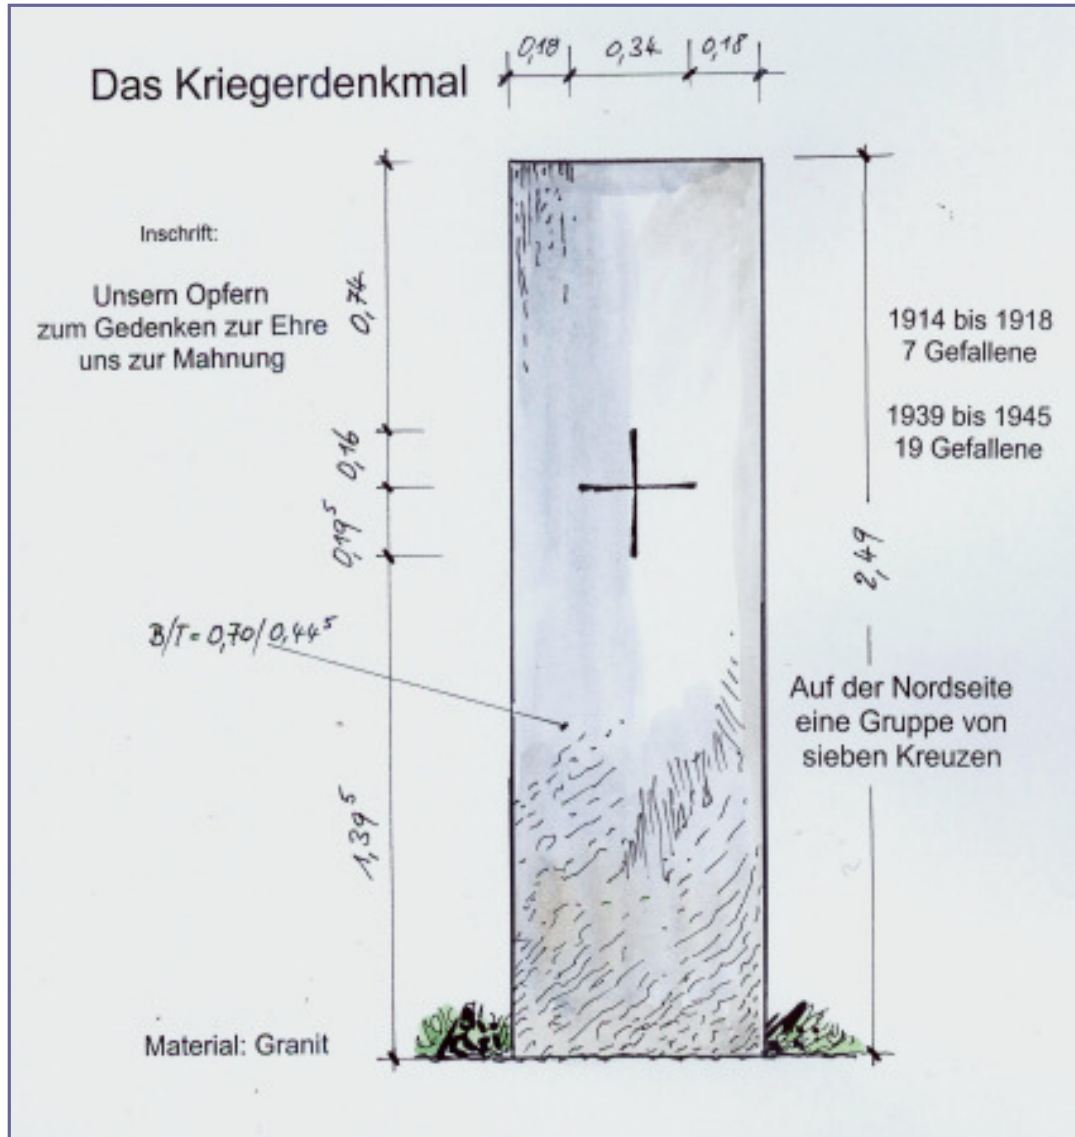 Das Kriegerdenkmal
0,18 0,34 0,18
Inschrift:
Unsern Opfern
zum Gedenken zur Ehre
uns zur Mahnung
0,74
0,16
0,19⁵
B/T= 0,70/0,44⁵
1,39⁵
Material: Granit
1914 bis 1918
7 Gefallene
1939 bis 1945
19 Gefallene
2,49
Auf der Nordseite
eine Gruppe von
sieben Kreuzen